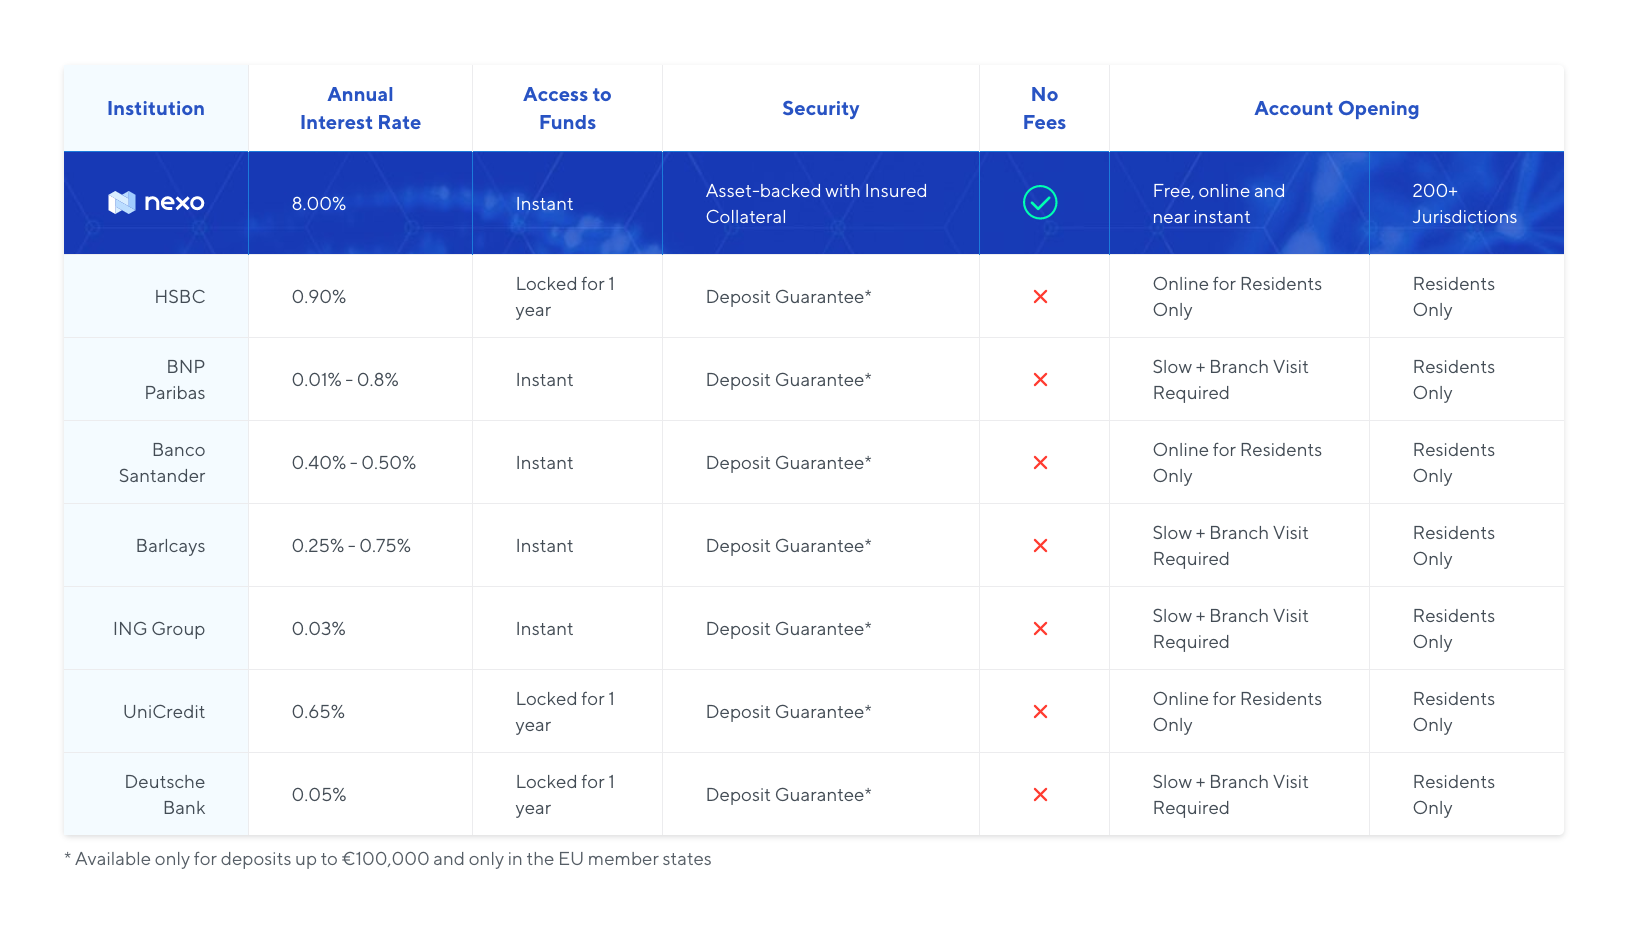 Institution
Annual
Interest Rate
Access to
Funds
Security
No
Fees
Account Opening
nexo
8.00%
Instant
Asset-backed with Insured
Collateral
Free, online and
near instant
200+
Jurisdictions
HSBC
0.90%
Locked for 1
year
Deposit Guarantee*
Online for Residents
Only
Residents
Only
BNP
Paribas
0.01% - 0.8%
Instant
Deposit Guarantee*
Slow + Branch Visit
Required
Residents
Only
Banco
Santander
0.40% - 0.50%
Instant
Deposit Guarantee*
Online for Residents
Only
Residents
Only
Barlcays
0.25% - 0.75%
Instant
Deposit Guarantee*
Slow + Branch Visit
Required
Residents
Only
ING Group
0.03%
Instant
Deposit Guarantee*
Slow + Branch Visit
Required
Residents
Only
UniCredit
0.65%
Locked for 1
year
Deposit Guarantee*
Online for Residents
Only
Residents
Only
Deutsche
Bank
0.05%
Locked for 1
year
Deposit Guarantee*
Slow + Branch Visit
Required
Residents
Only
* Available only for deposits up to €100,000 and only in the EU member states